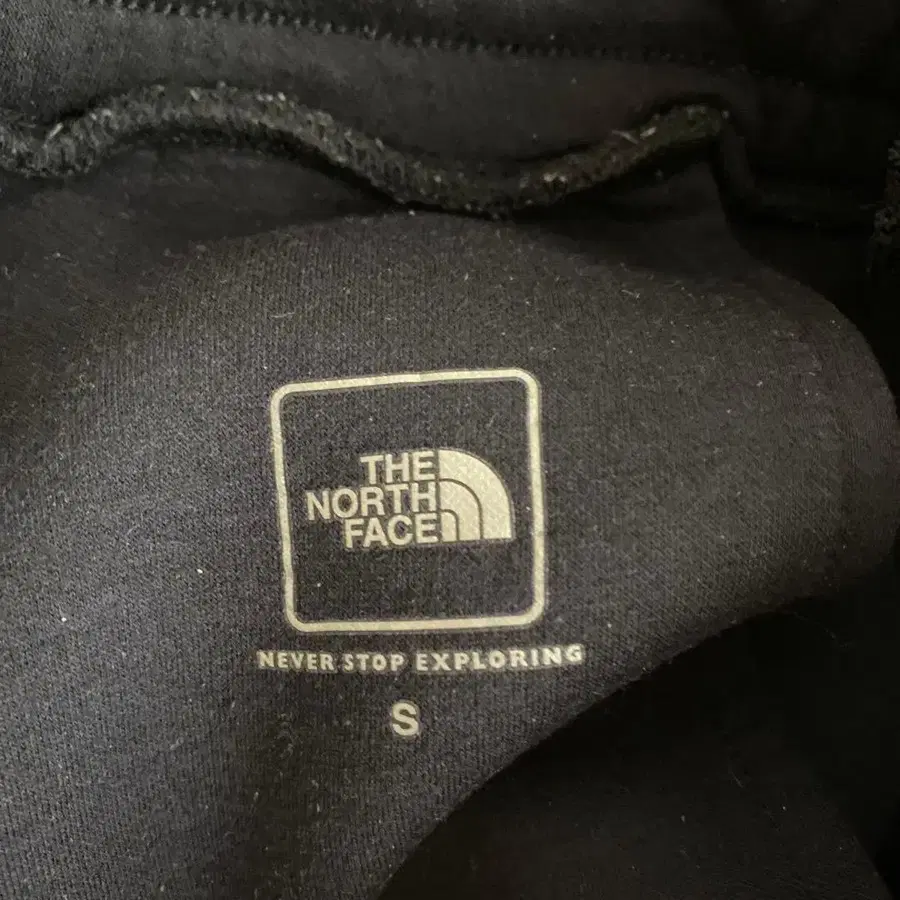 THE
NORTH
FACE
NEVER STOP EXPLORING
S